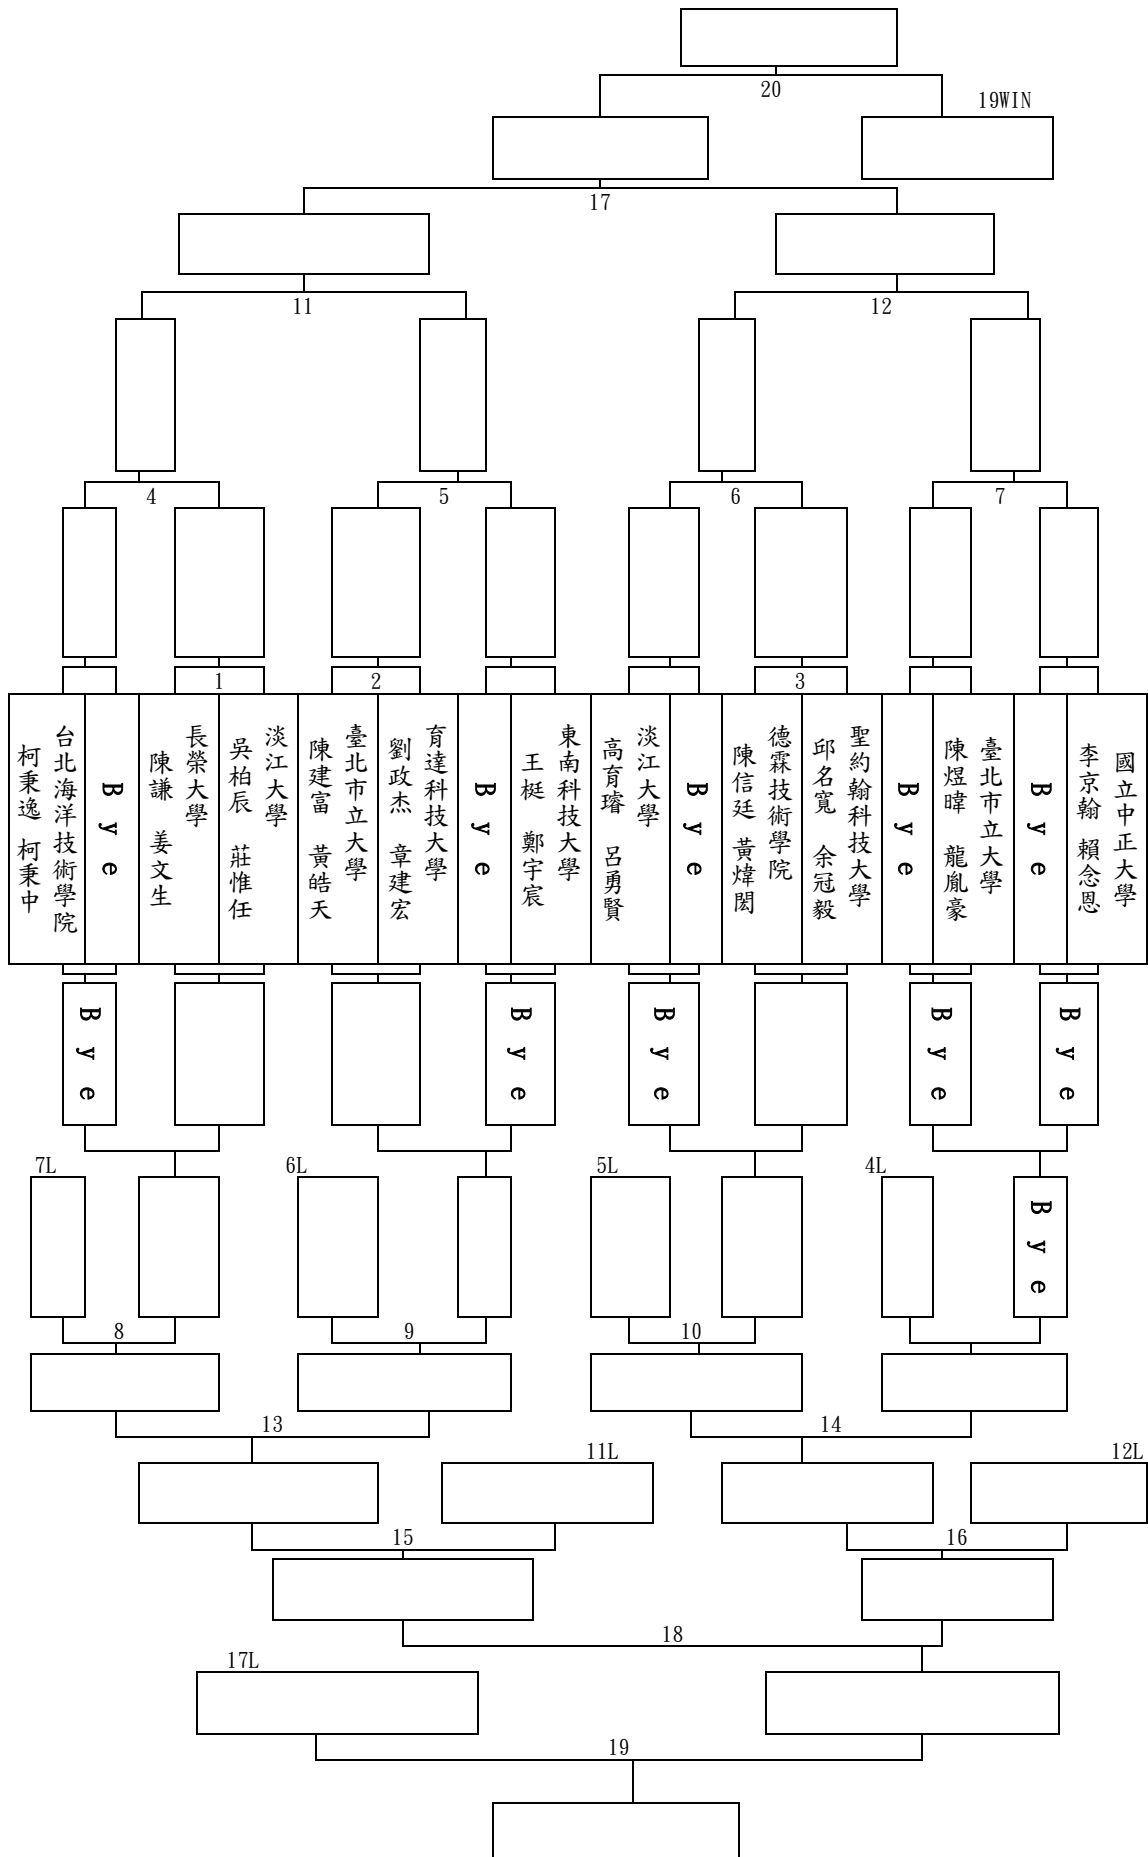 20
19WIN
17
11
12
4
5
6
7
1
2
3
台北海洋技術學院
柯秉逸 柯秉中
Bye
長榮大學
陳謙 姜文生
淡江大學
吳柏辰 莊惟任
臺北市立大學
陳建富 黃皓天
育達科技大學
劉政杰 章建宏
Bye
東南科技大學
王梃 鄭宇宸
淡江大學
高育璿 呂勇賢
Bye
德霖技術學院
陳信廷 黃煒閎
聖約翰科技大學
邱名寬 余冠毅
Bye
臺北市立大學
陳煜暐 龍胤豪
Bye
國立中正大學
李京翰 賴念恩
Bye
Bye
Bye
Bye
Bye
7L
6L
5L
4L
Bye
8
9
10
13
14
11L
12L
15
16
18
17L
19